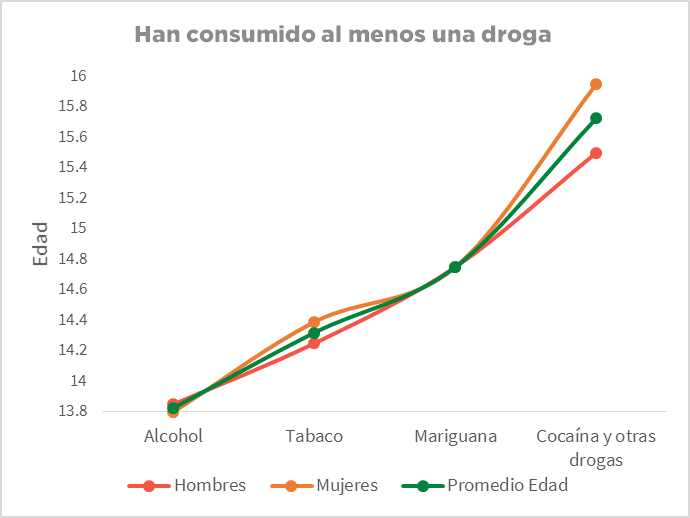 Han consumido al menos una droga
16
15.8
15.6
15.4
15.2
15
14.8
14.6
14.4
14.2
14
13.8
Edad
Alcohol
Tabaco
Mariguana
Cocaína y otras
drogas
Hombres
Mujeres
Promedio Edad